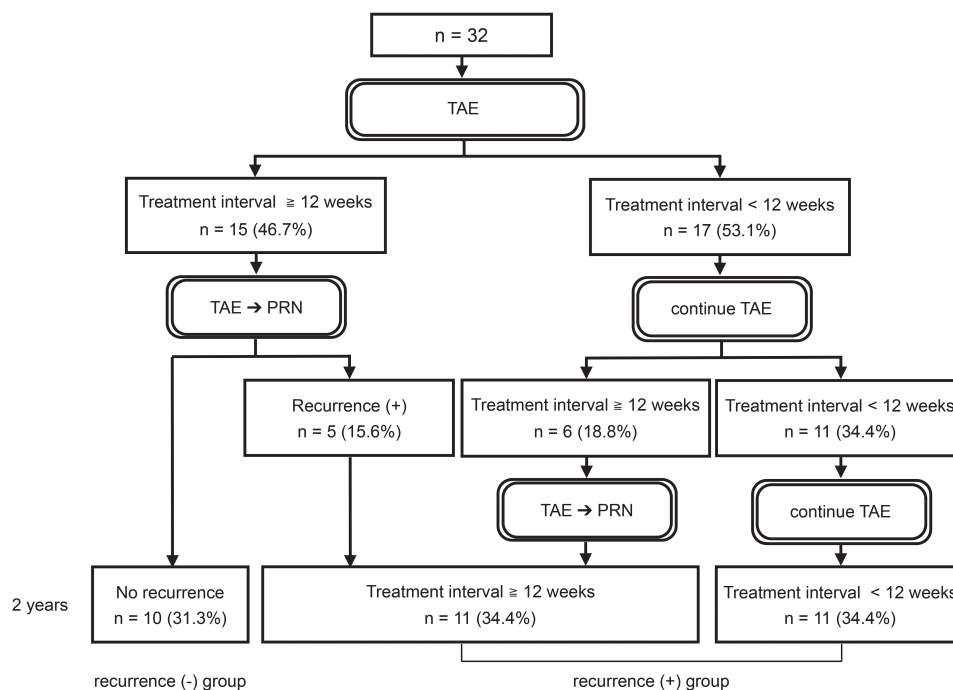 n = 32
TAE
Treatment interval ≧ 12 weeks
n = 15 (46.7%)
Treatment interval < 12 weeks
n = 17 (53.1%)
TAE ➔ PRN
continue TAE
Recurrence (+)
n = 5 (15.6%)
Treatment interval ≧ 12 weeks
n = 6 (18.8%)
Treatment interval < 12 weeks
n = 11 (34.4%)
TAE ➔ PRN
continue TAE
2 years
No recurrence
n = 10 (31.3%)
Treatment interval ≧ 12 weeks
n = 11 (34.4%)
Treatment interval < 12 weeks
n = 11 (34.4%)
recurrence (-) group
recurrence (+) group